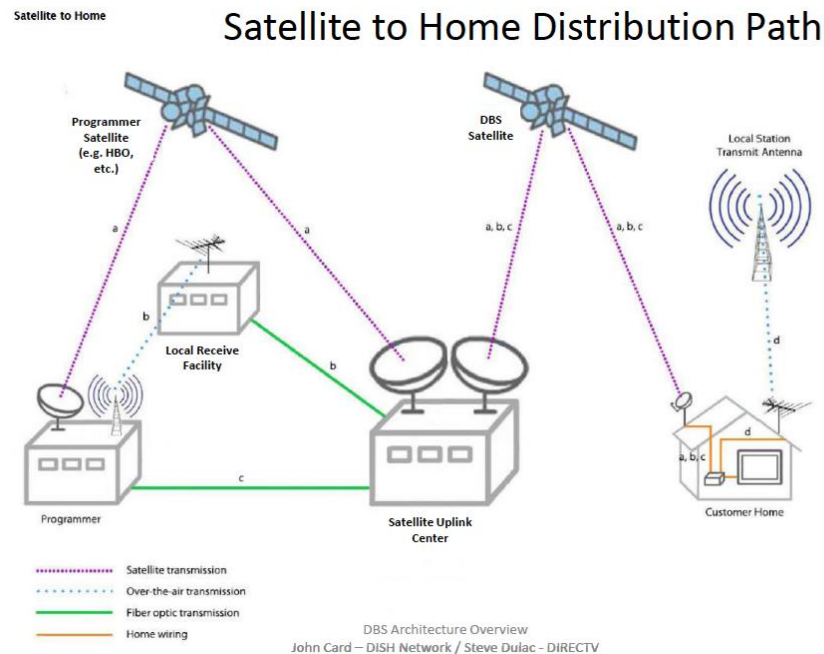 Satellite to Home
Satellite to Home Distribution Path
Programmer
Satellite
(e.g. HBO,
etc.)
DBS
Satellite
Local Station
Transmit Antenna
a
a
a, b, c
a, b, c
b
Local Receive
Facility
b
d
d
a, b, c
c
Programmer
Satellite Uplink
Center
Customer Home
Satellite transmission
Over-the-air transmission
Fiber optic transmission
Home wiring
DBS Architecture Overview
John Card – DISH Network / Steve Dulac - DIRECTV